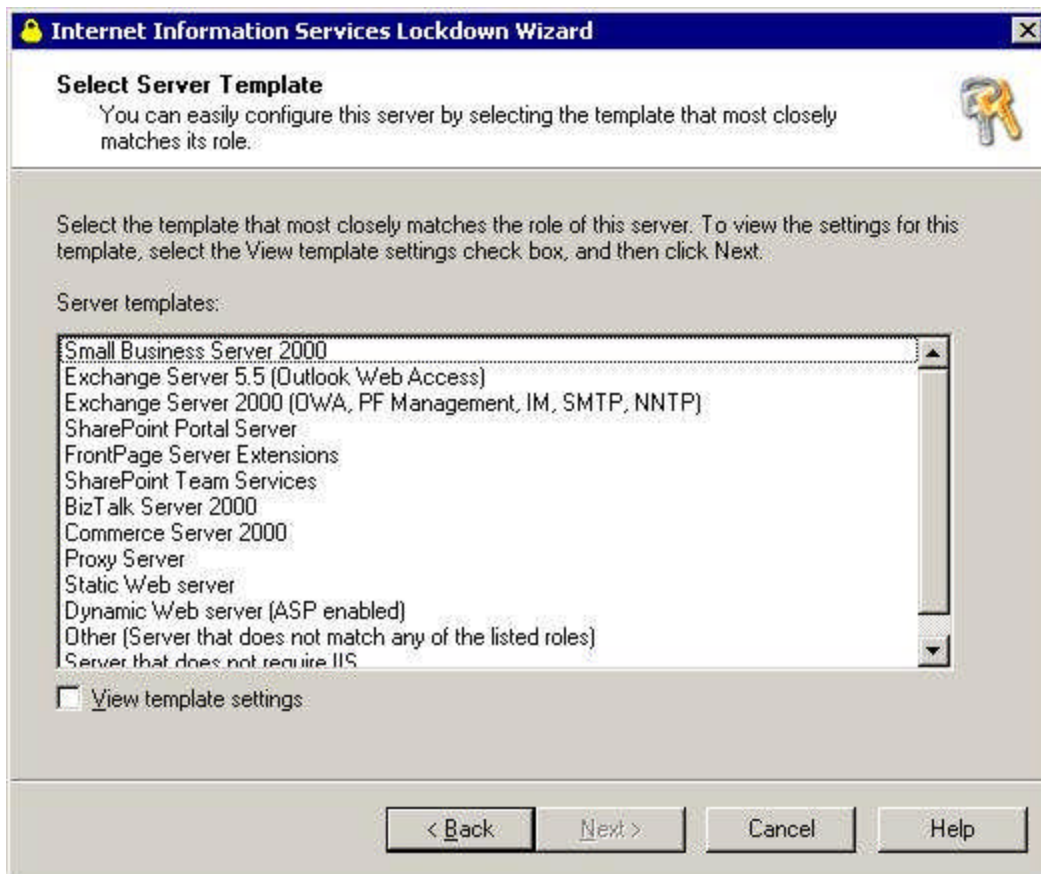 Internet Information Services Lockdown Wizard
Select Server Template
You can easily configure this server by selecting the template that most closely
matches its role.
Select the template that most closely matches the role of this server. To view the settings for this
template, select the View template settings check box, and then click Next.
Server templates:
Small Business Server 2000
Exchange Server 5.5 (Outlook Web Access)
Exchange Server 2000 (OWA, PF Management, IM, SMTP, NNTP)
SharePoint Portal Server
FrontPage Server Extensions
SharePoint Team Services
BizTalk Server 2000
Commerce Server 2000
Proxy Server
Static Web server
Dynamic Web server (ASP enabled)
Other (Server that does not match any of the listed roles)
Server that does not require IIS
View template settings
< Back Next > Cancel Help